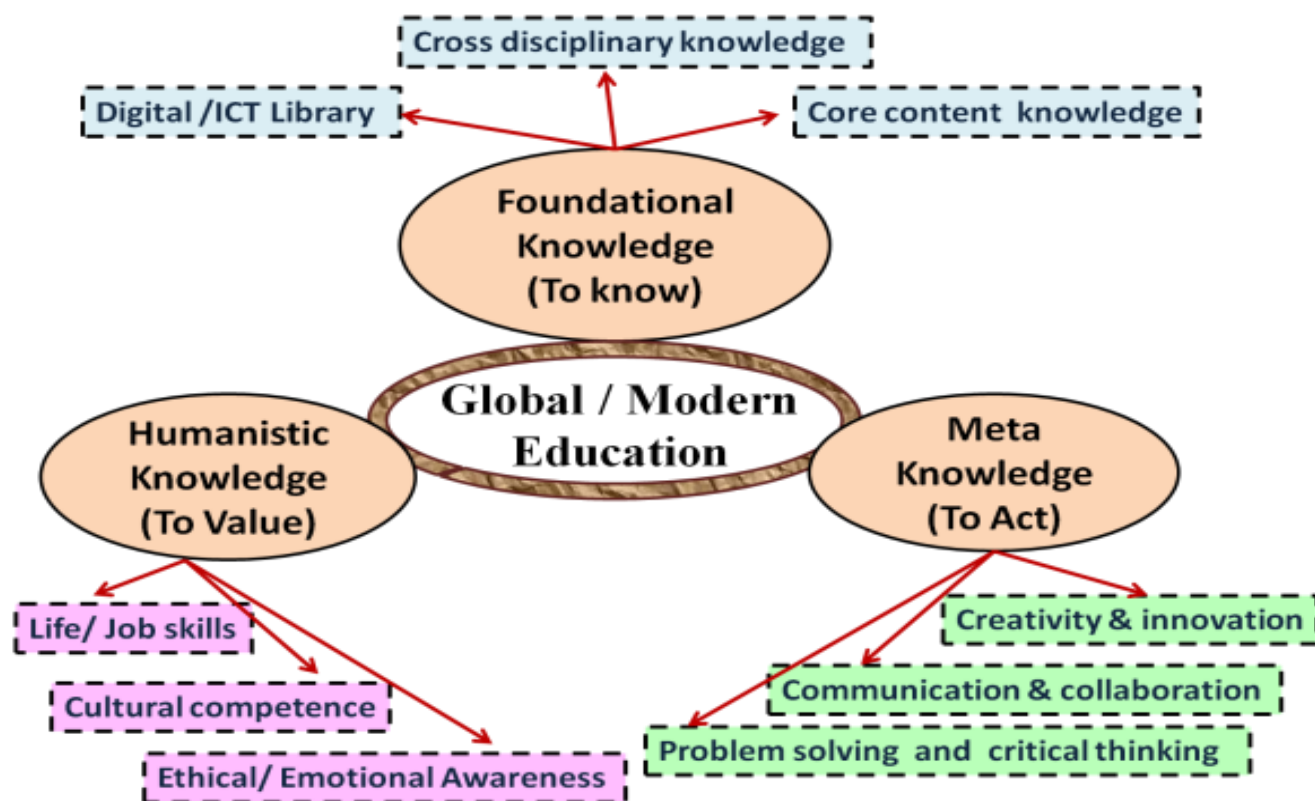 Cross disciplinary knowledge
Digital /ICT Library
Core content knowledge
Foundational
Knowledge
(To know)
Global / Modern
Education
Humanistic
Knowledge
(To Value)
Meta
Knowledge
(To Act)
Life/ Job skills
Cultural competence
Ethical/ Emotional Awareness
Creativity & innovation
Communication & collaboration
Problem solving and critical thinking